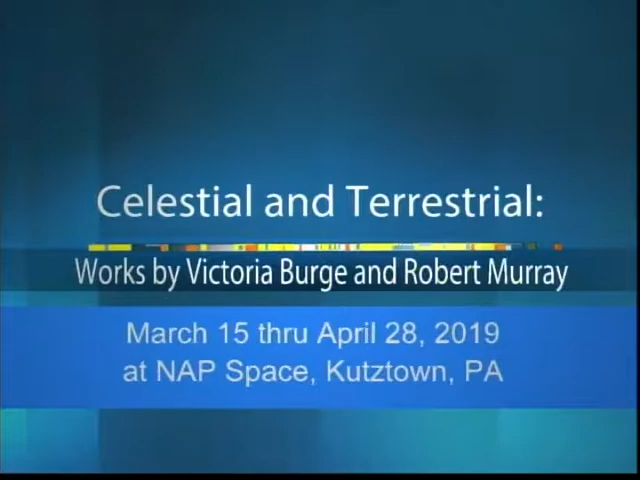 Celestial and Terrestrial:
Works by Victoria Burge and Robert Murray
March 15 thru April 28, 2019
at NAP Space, Kutztown, PA